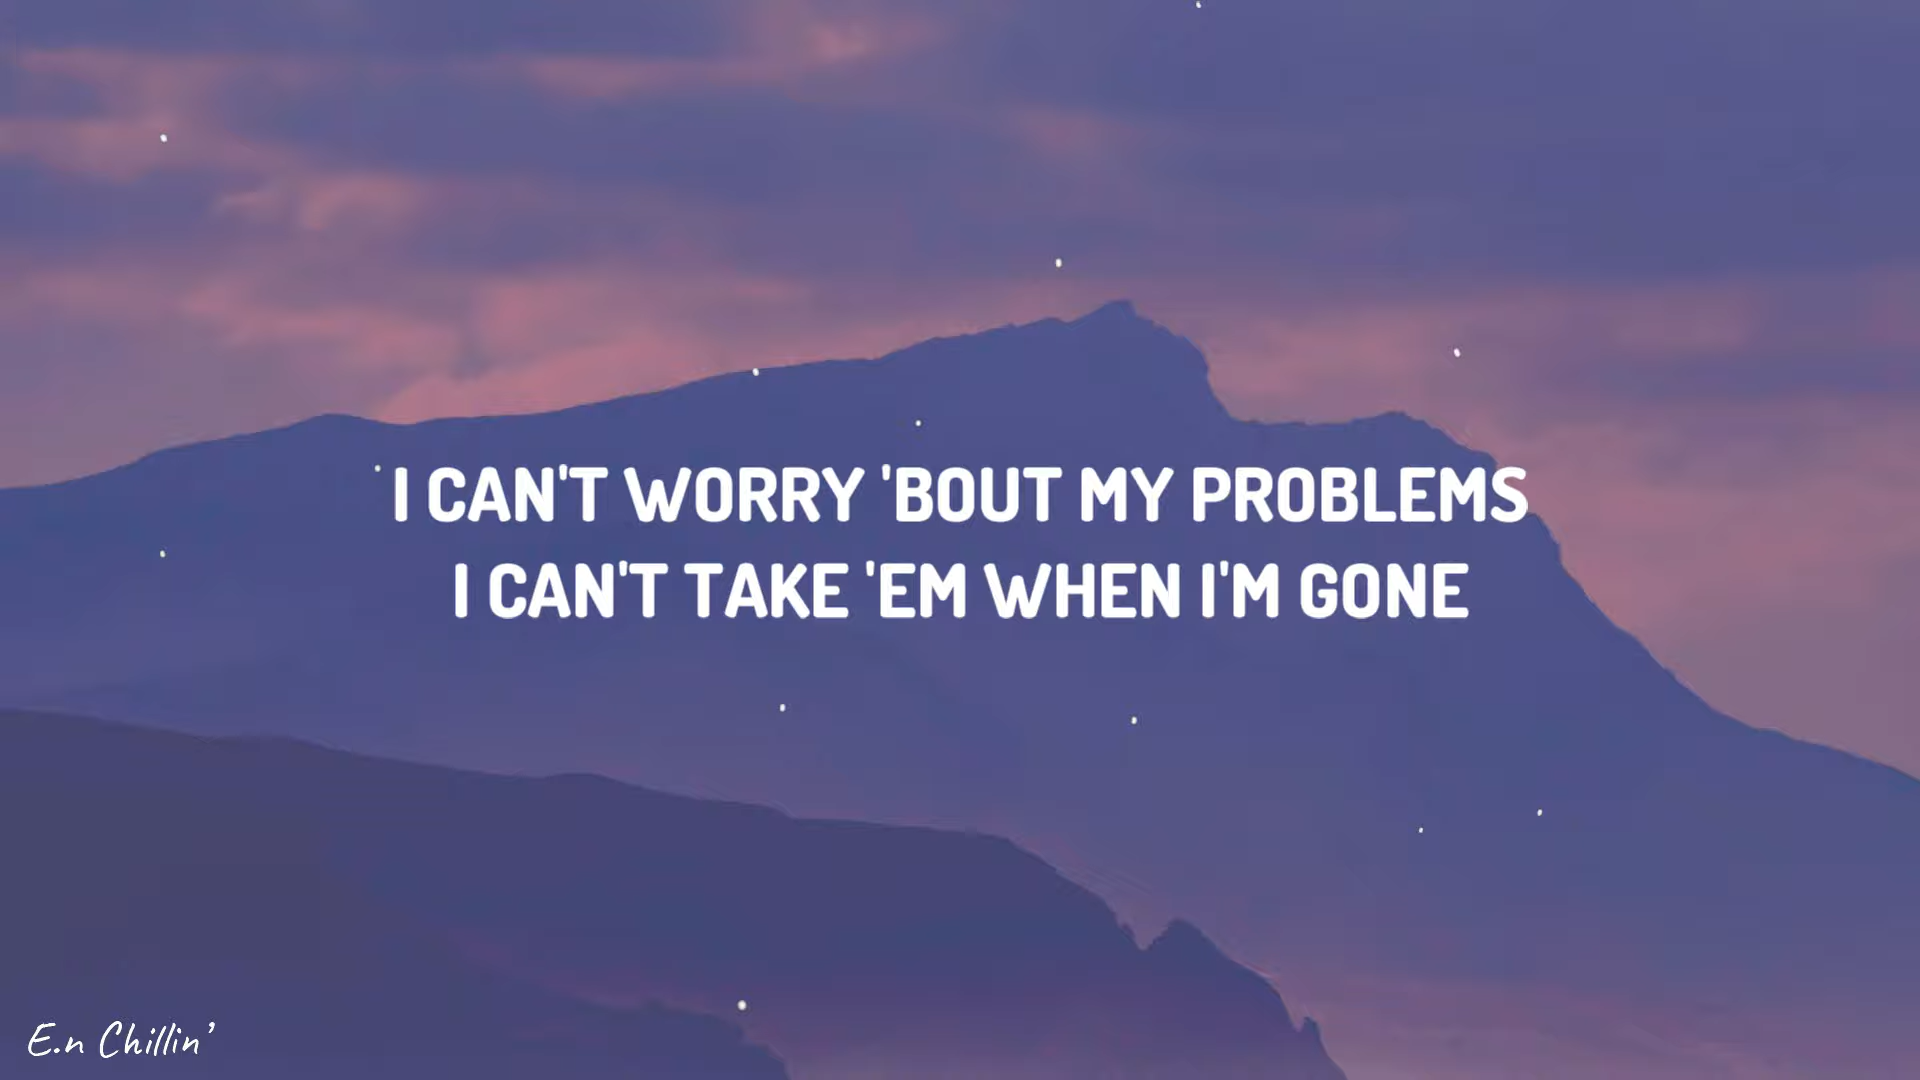 I CAN'T WORRY 'BOUT MY PROBLEMS
I CAN'T TAKE 'EM WHEN I'M GONE
E.n Chillin'